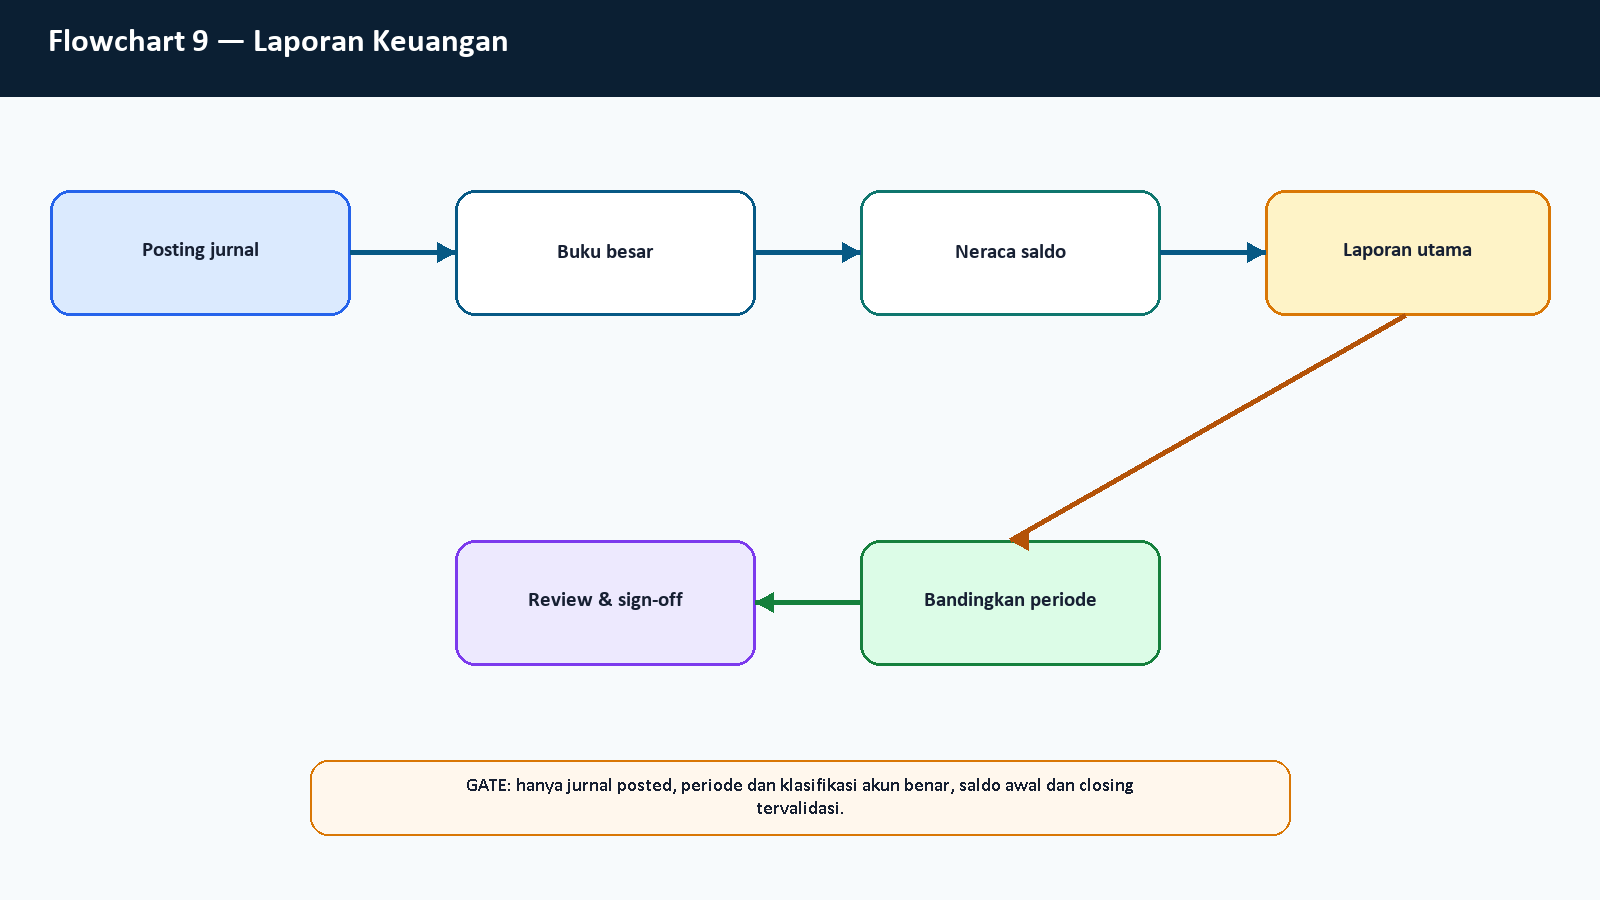 Flowchart 9 — Laporan Keuangan
Posting jurnal
Buku besar
Neraca saldo
Laporan utama
Review & sign-off
Bandingkan periode
GATE: hanya jurnal posted, periode dan klasifikasi akun benar, saldo awal dan closing
tervalidasi.